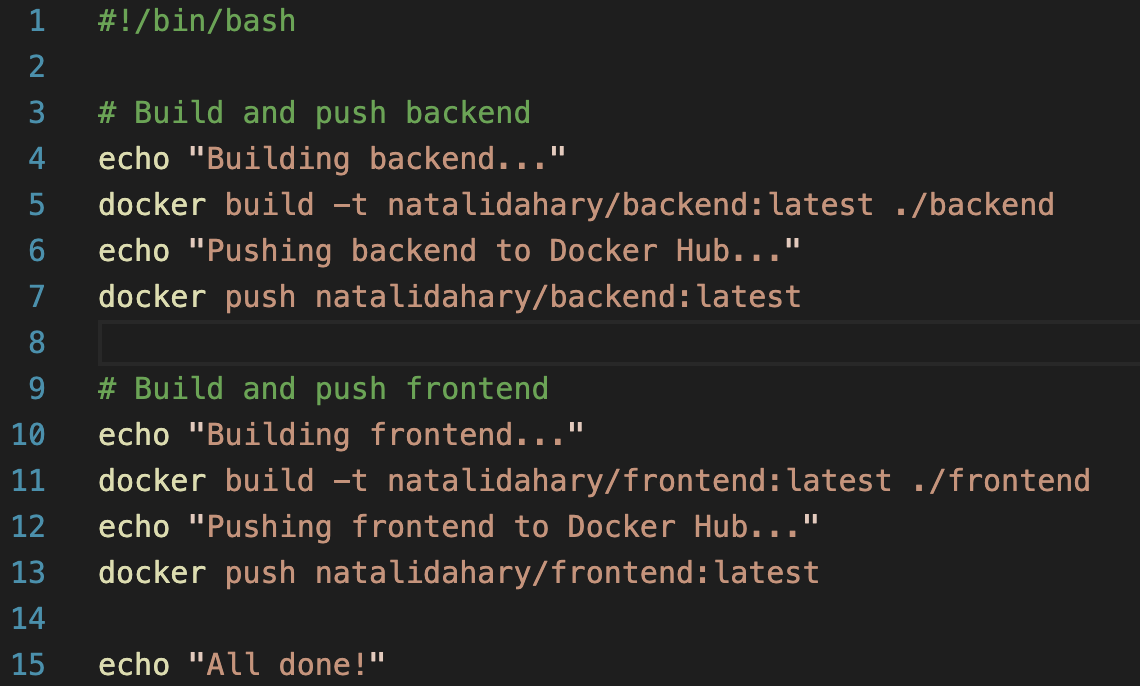 1 #!/bin/bash
2
3 # Build and push backend
4 echo "Building backend..."
5 docker build -t natalidahary/backend:latest ./backend
6 echo "Pushing backend to Docker Hub..."
7 docker push natalidahary/backend:latest
8
9 # Build and push frontend
10 echo "Building frontend..."
11 docker build -t natalidahary/frontend:latest ./frontend
12 echo "Pushing frontend to Docker Hub..."
13 docker push natalidahary/frontend:latest
14
15 echo "All done!"